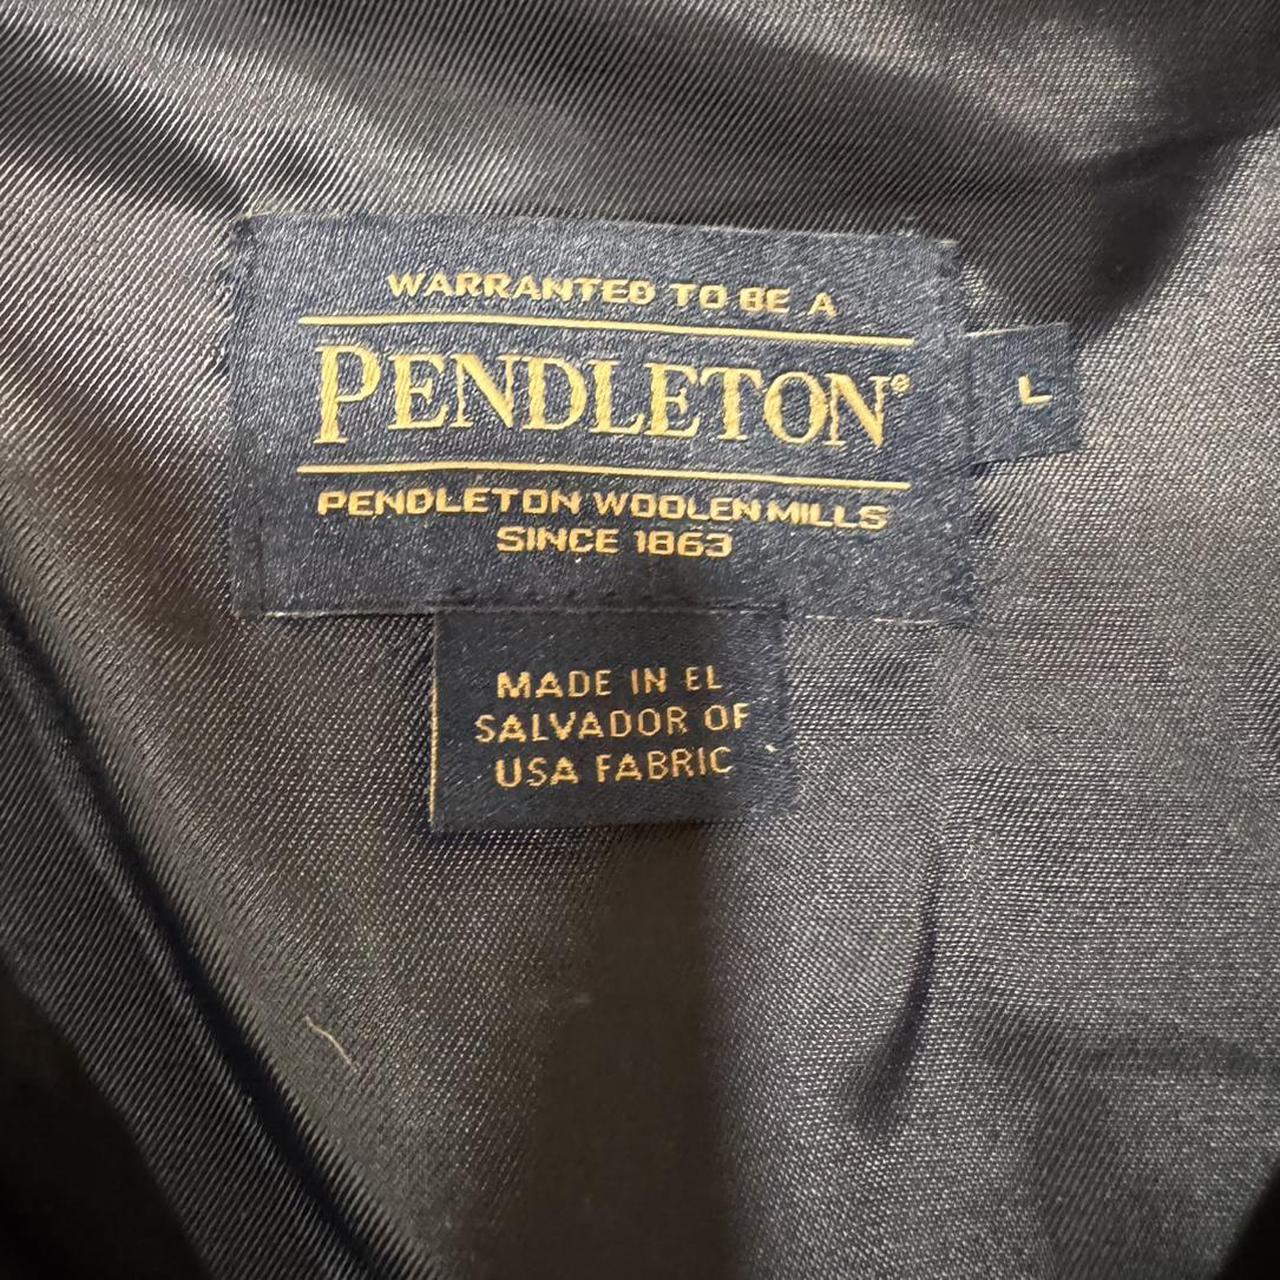 WARRANTED TO BE A
PENDLETON®
L
PENDLETON WOOLEN MILLS
SINCE 1863
MADE IN EL
SALVADOR OF
USA FABRIC